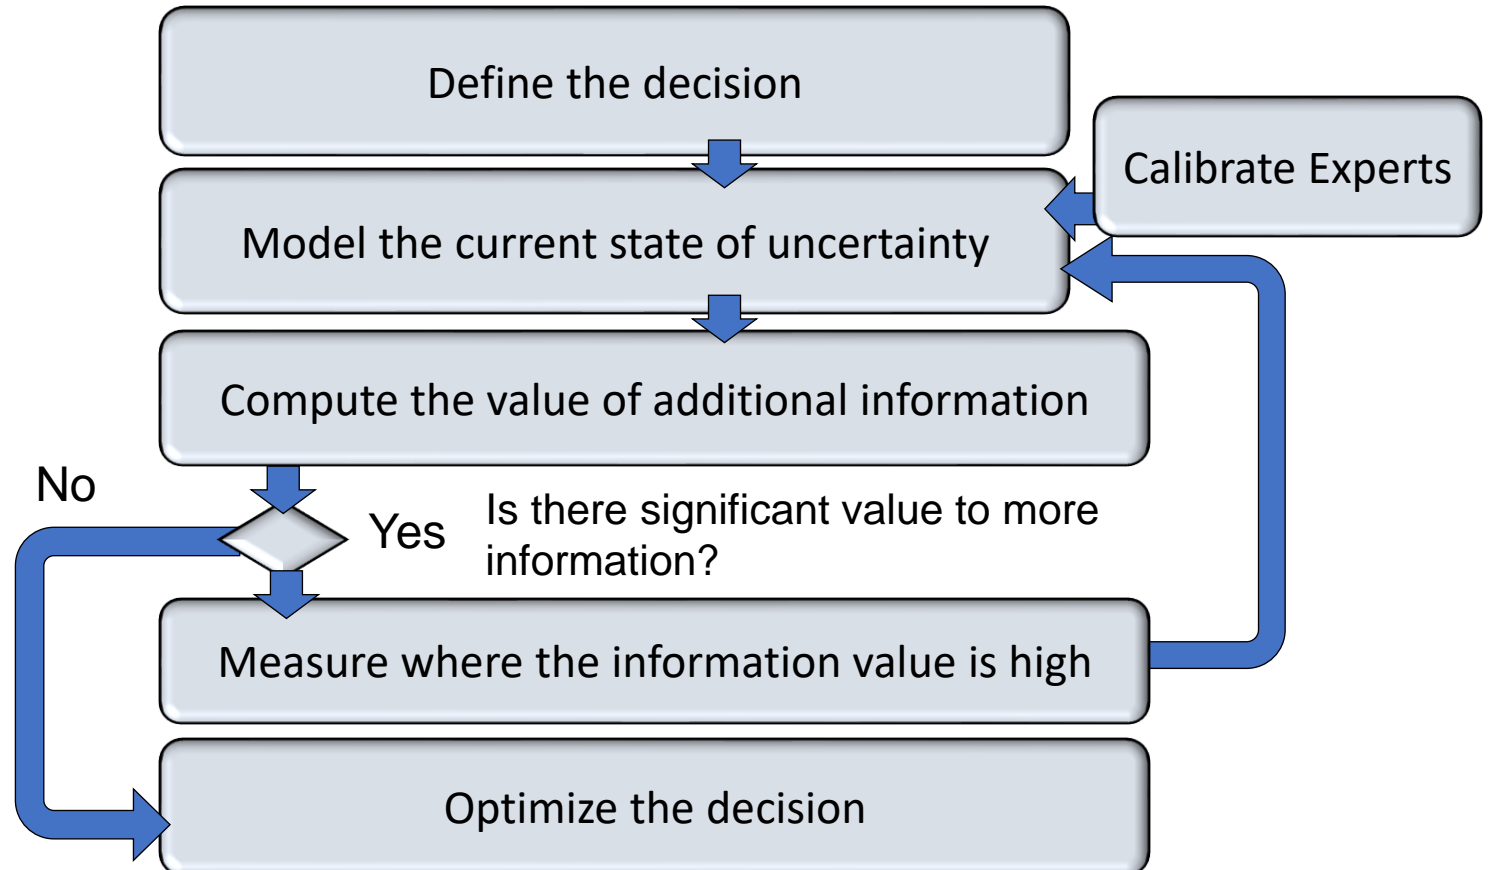 Define the decision
Calibrate Experts
Model the current state of uncertainty
Compute the value of additional information
No
Yes
Is there significant value to more
information?
Measure where the information value is high
Optimize the decision